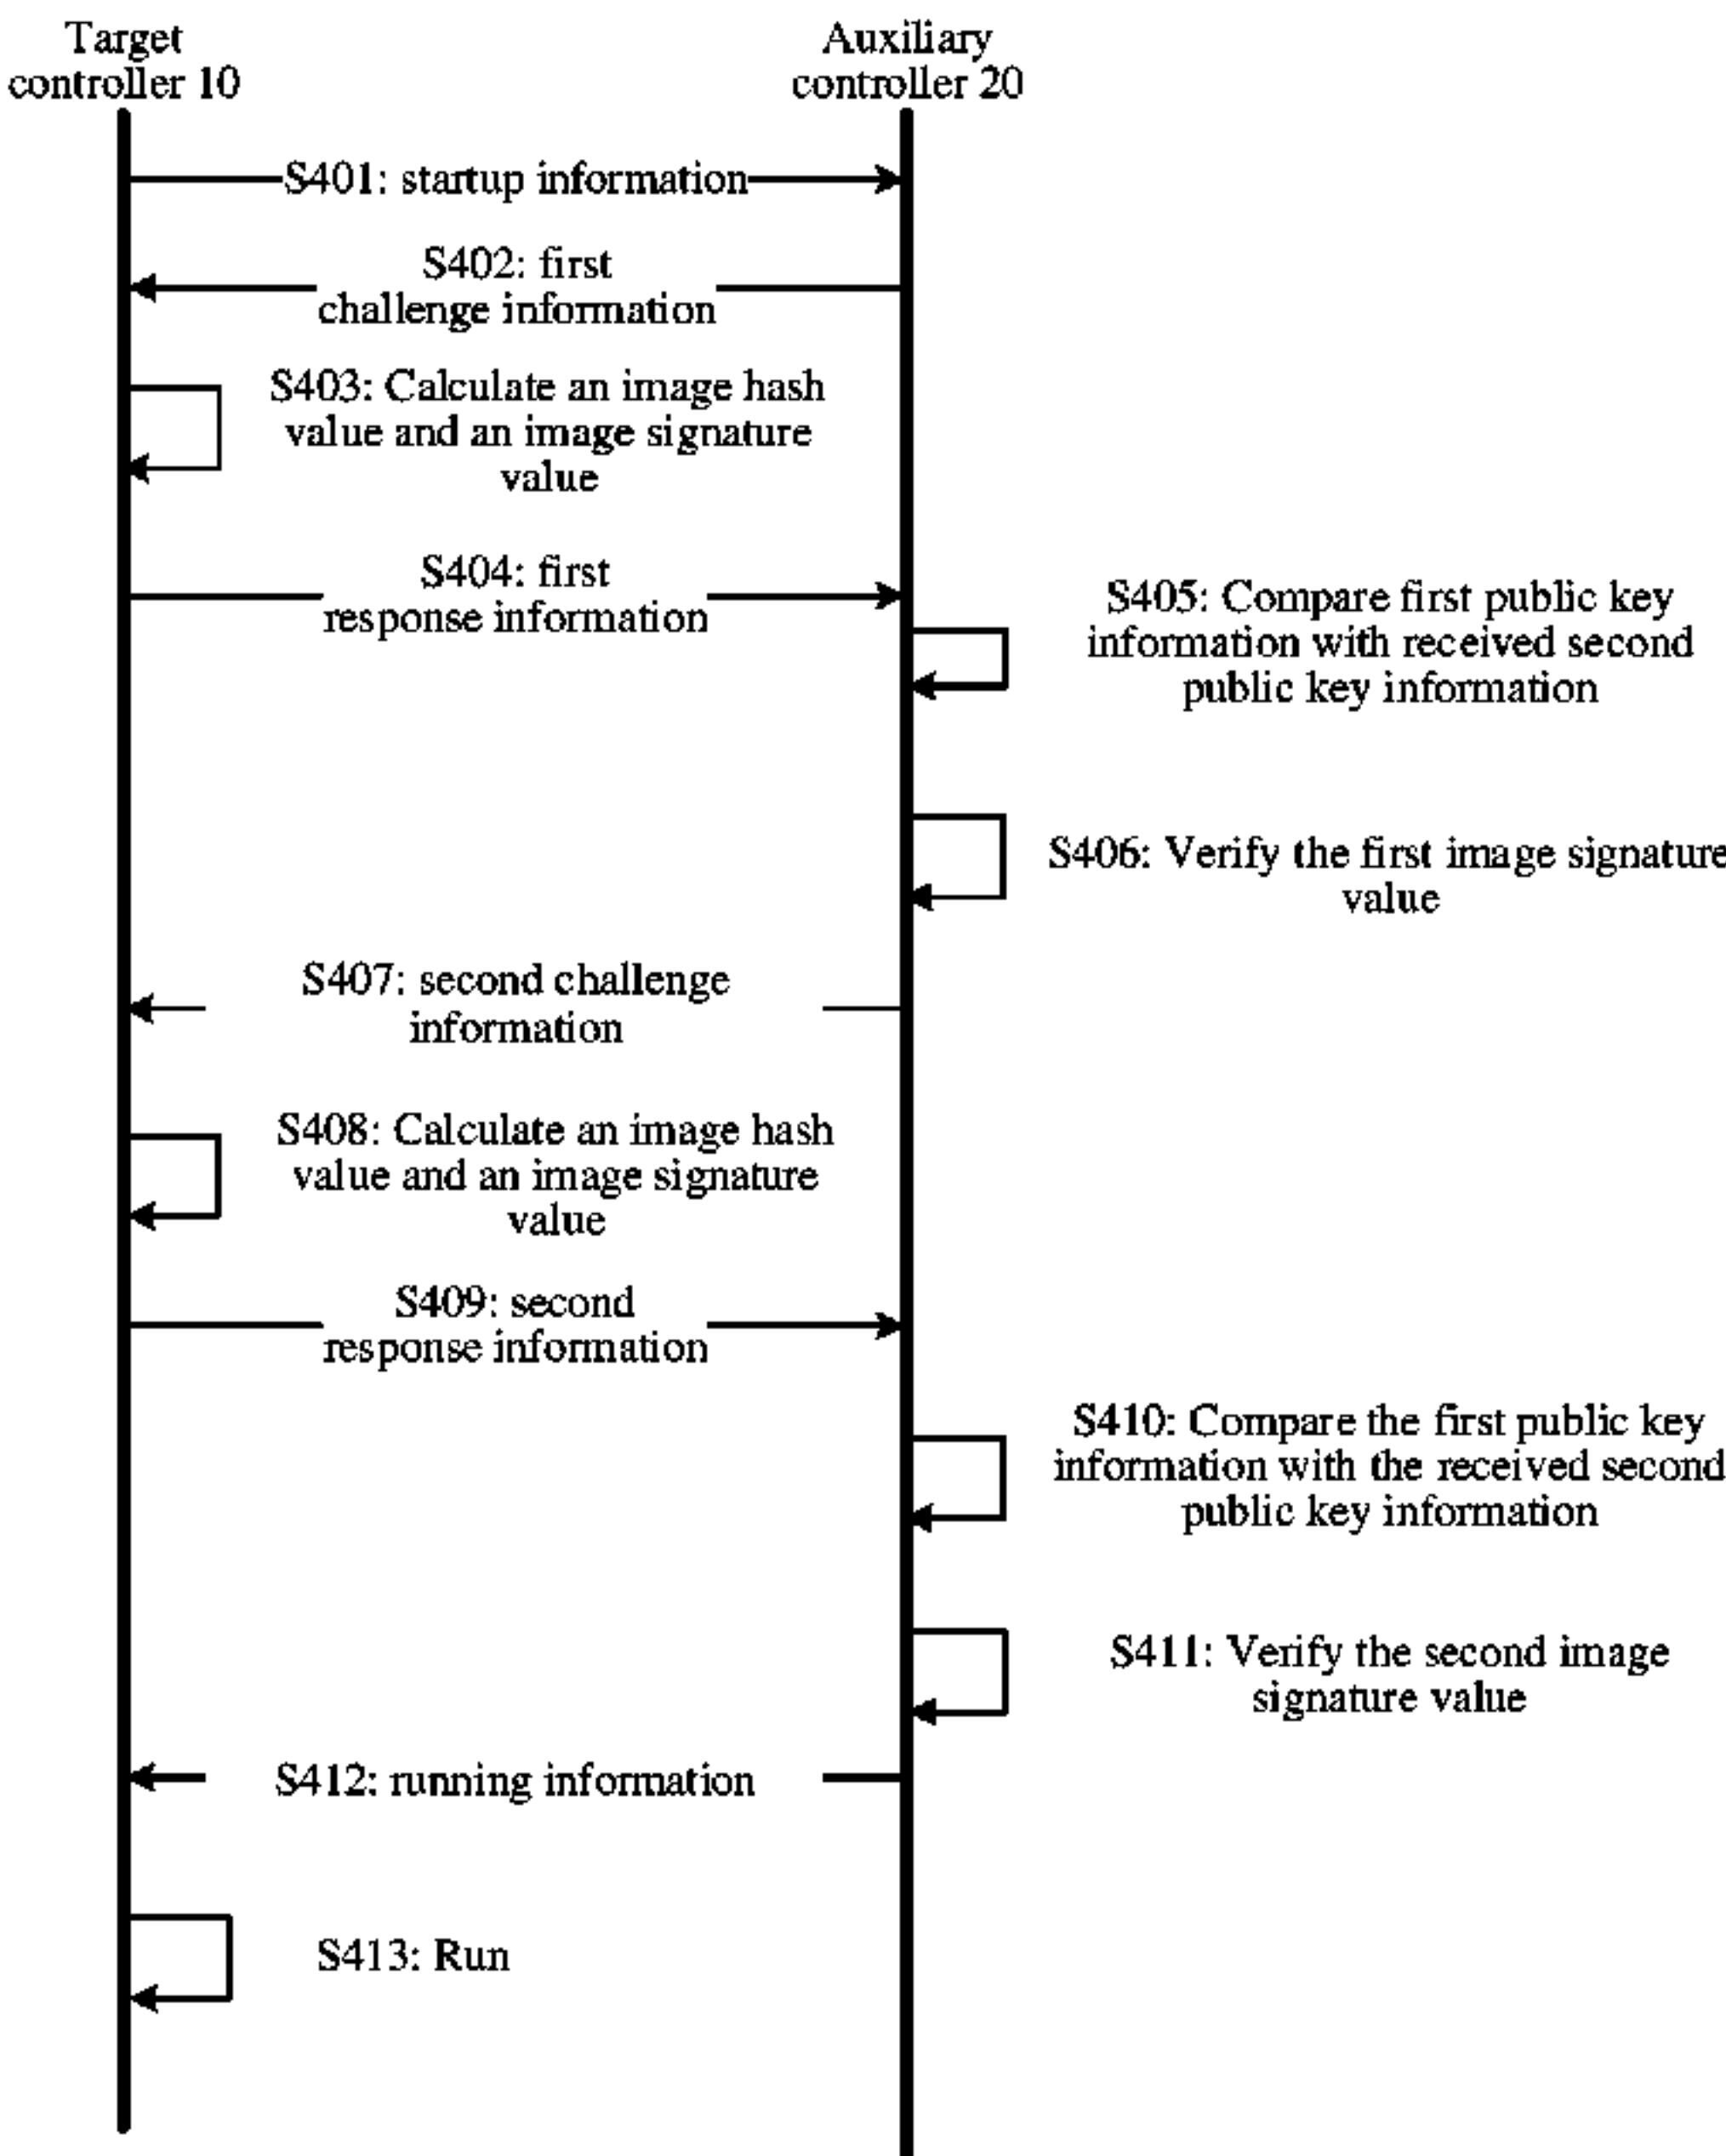 Target
controller 10
Auxiliary
controller 20
S401: startup information
S402: first
challenge information
S403: Calculate an image hash
value and an image signature
value
S404: first
response information
S405: Compare first public key
information with received second
public key information
S406: Verify the first image signature
value
S407: second challenge
information
S408: Calculate an image hash
value and an image signature
value
S409: second
response information
S410: Compare the first public key
information with the received second
public key information
S411: Verify the second image
signature value
S412: running information
S413: Run